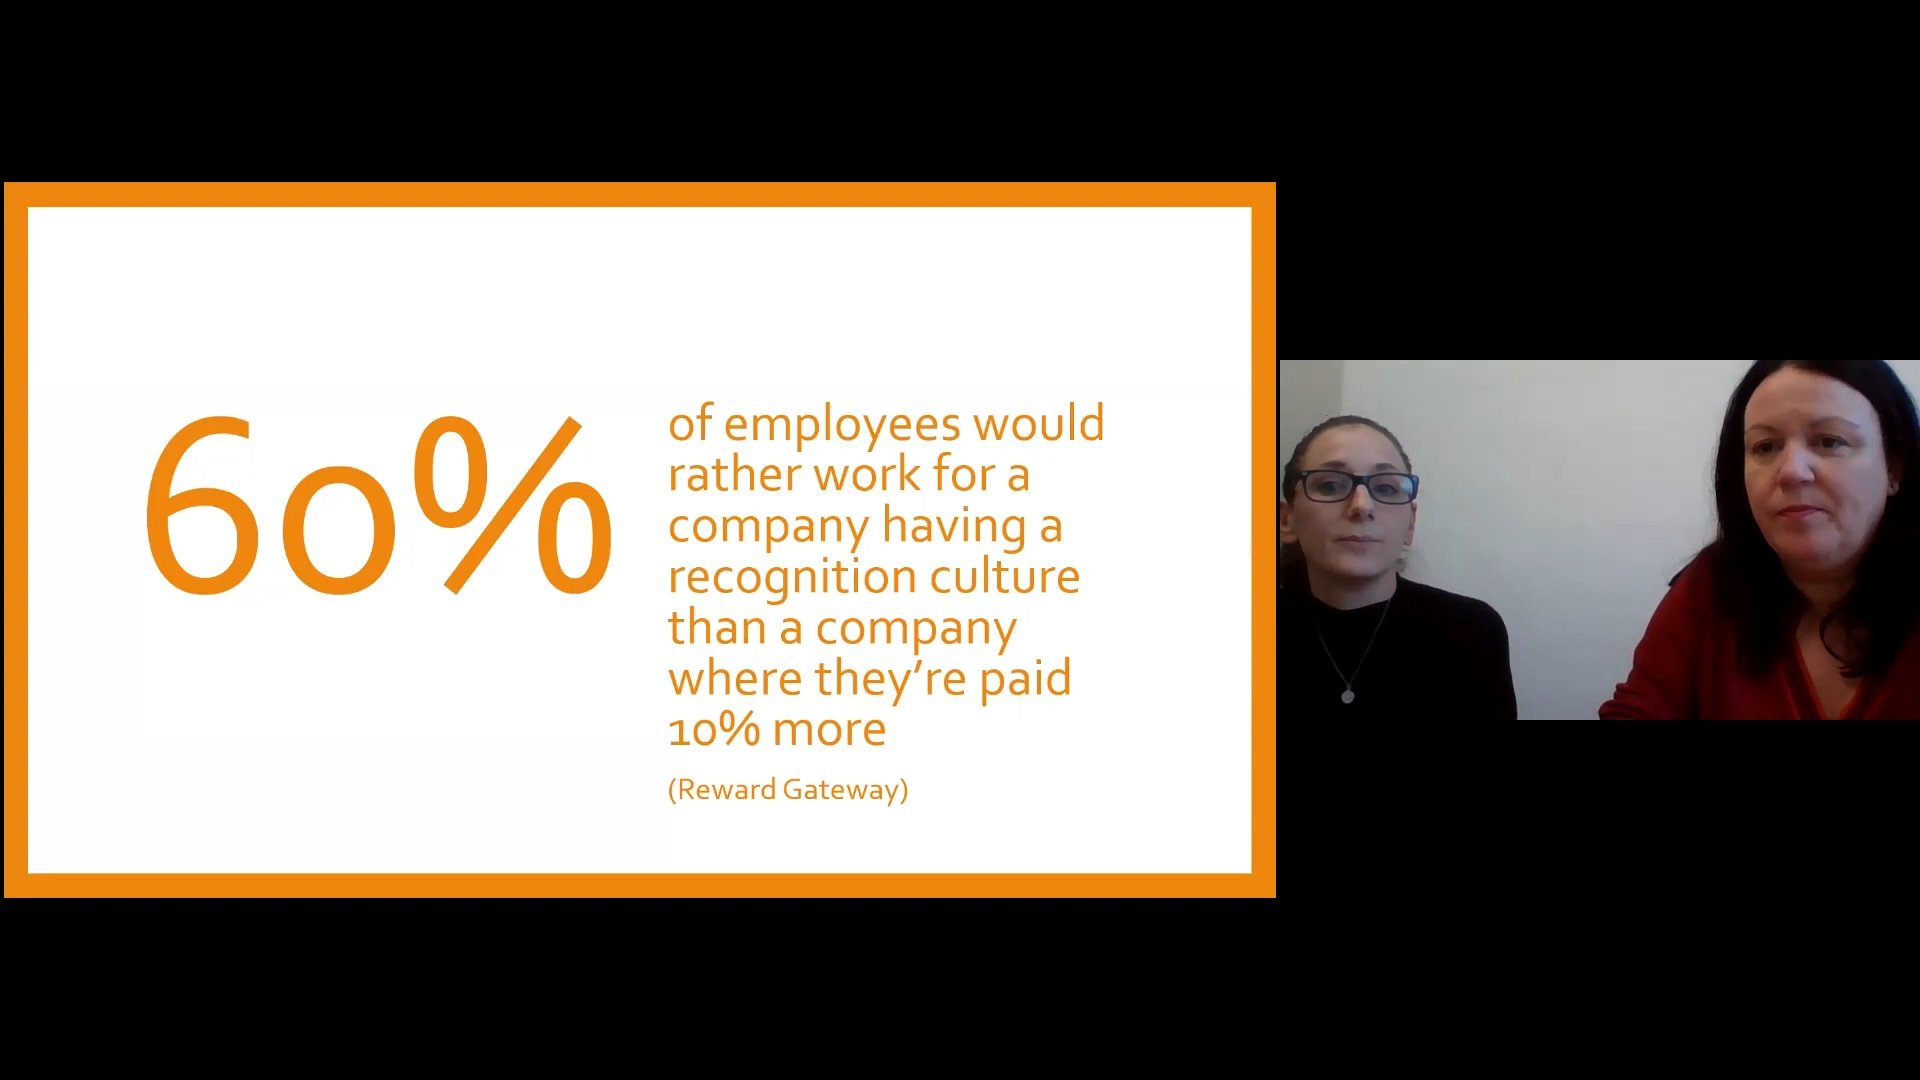 60%
of employees would
rather work for a
company having a
recognition culture
than a company
where they’re paid
10% more
(Reward Gateway)